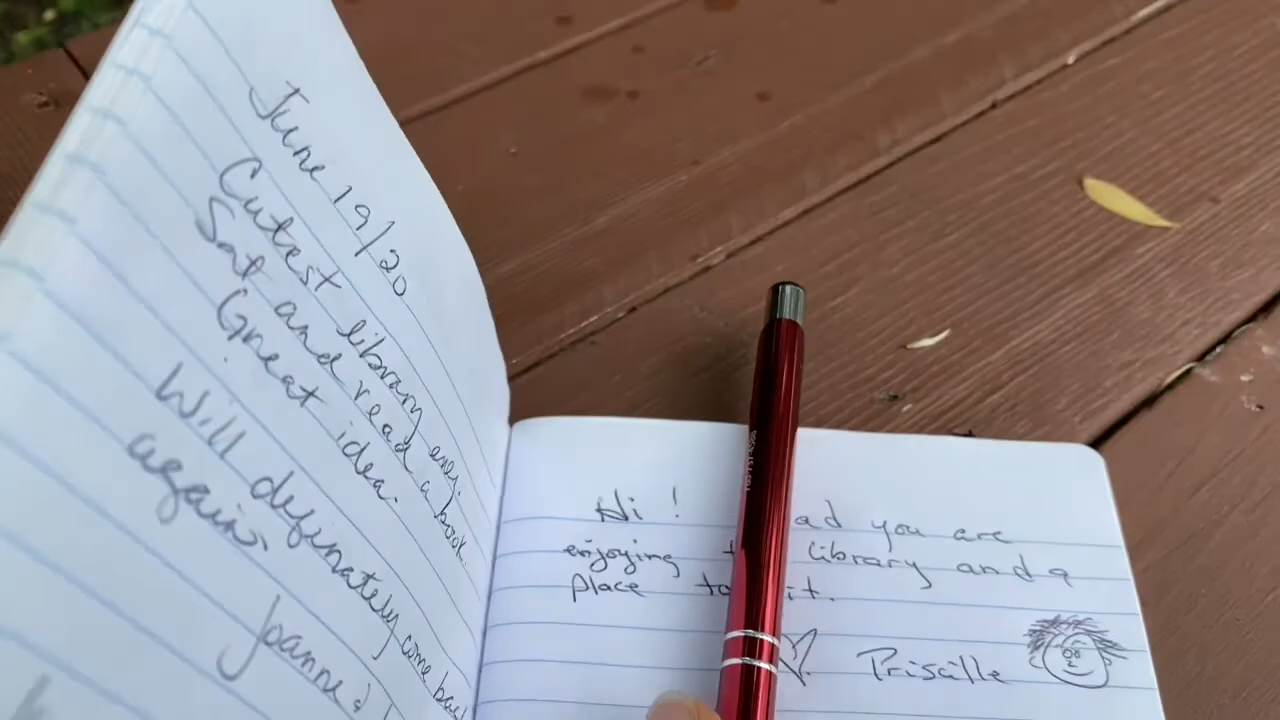 June 19/20
Cutest library ever.
Sat and read a book.
Great idea.
Will definately come back
again.
Joanne &
Hi! ad you are
enjoying t library and a
place to it.
Priscille